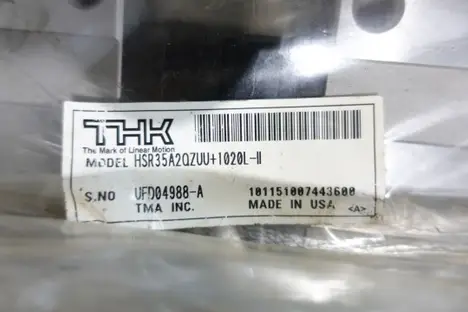 THK
The Mark of Linear Motion
MODEL HSR35A2QZUU+1020L-II
S.NO UFD04988-A 101151007443600
TMA INC. MADE IN USA <A>